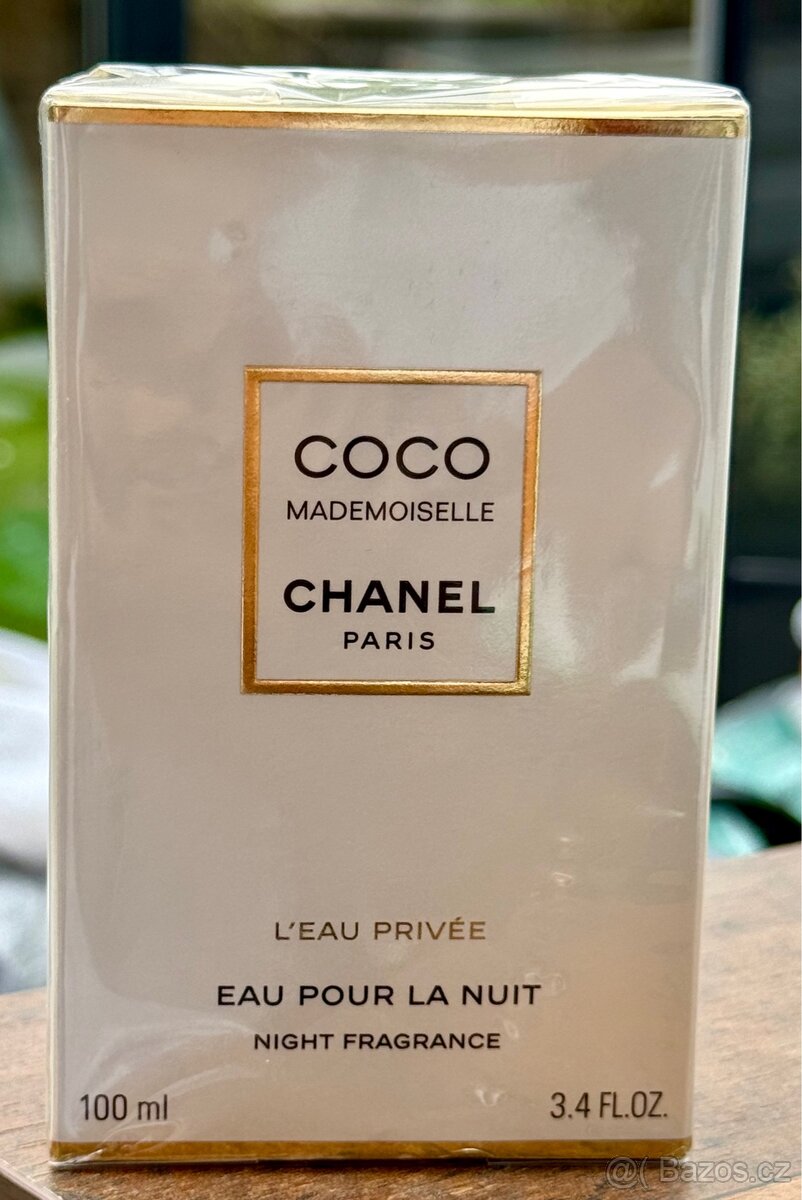 COCO
MADEMOISELLE
CHANEL
PARIS
L'EAU PRIVÉE
EAU POUR LA NUIT
NIGHT FRAGRANCE
100 ml
3.4 FL.OZ.
@( Bazos.cz